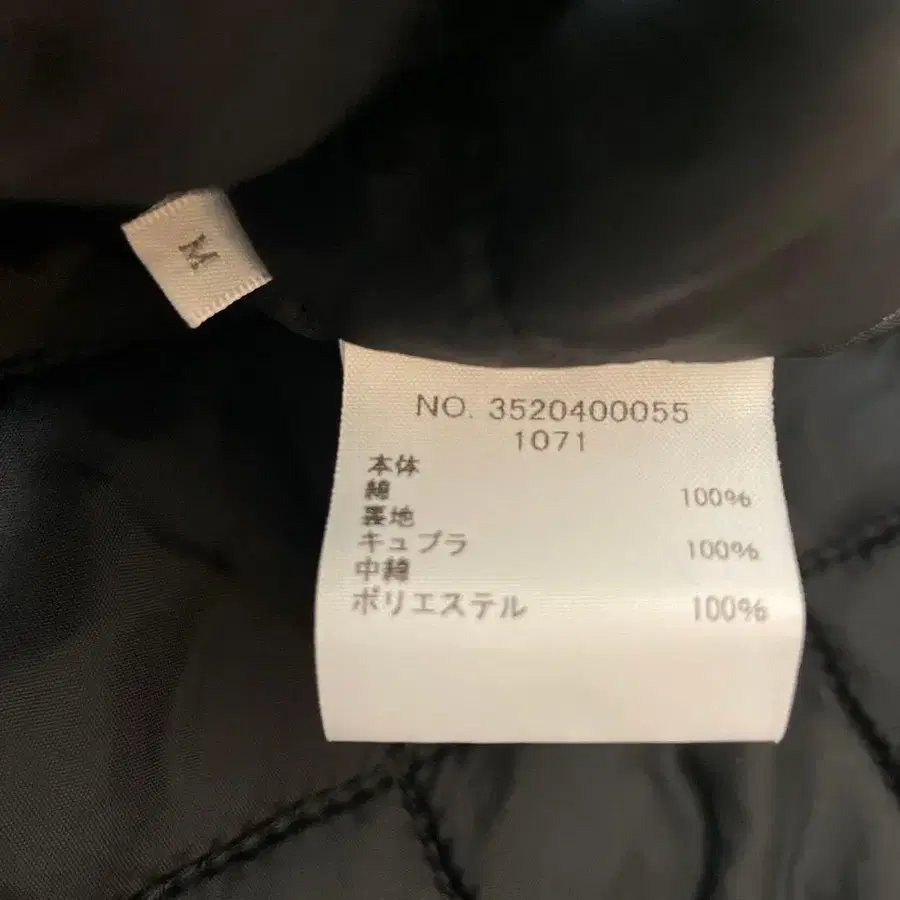 M
NO. 3520400055
1071
本体
綿 100%
裏地
キュプラ 100%
中綿
ポリエステル 100%